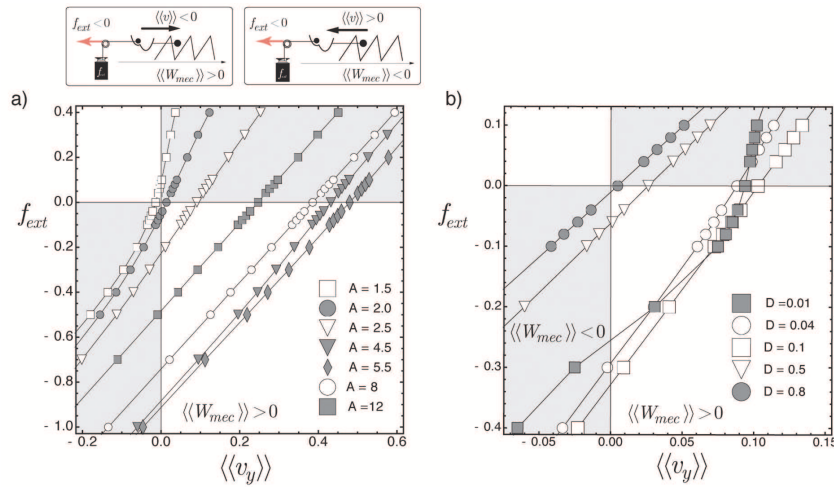 ⟨⟨v⟩⟩<0
f_ext<0
⟨⟨W_mec⟩⟩>0
⟨⟨v⟩⟩>0
f_ext<0
⟨⟨W_mec⟩⟩<0
a)
0.4
0.2
0.0
- 0.2
- 0.4
- 0.6
- 0.8
- 1.0
f_ext
A = 1.5
A = 2.0
A = 2.5
A = 4.5
A = 5.5
A = 8
A = 12
⟨⟨W_mec⟩⟩>0
- 0.2 0.0 0.2 0.4 0.6
⟨⟨v_y⟩⟩
b)
0.1
0.0
- 0.1
- 0.2
- 0.3
- 0.4
f_ext
⟨⟨W_mec⟩⟩<0
D =0.01
D = 0.04
D = 0.1
D = 0.5
D = 0.8
⟨⟨W_mec⟩⟩>0
- 0.05 0.00 0.05 0.10 0.15
⟨⟨v_y⟩⟩